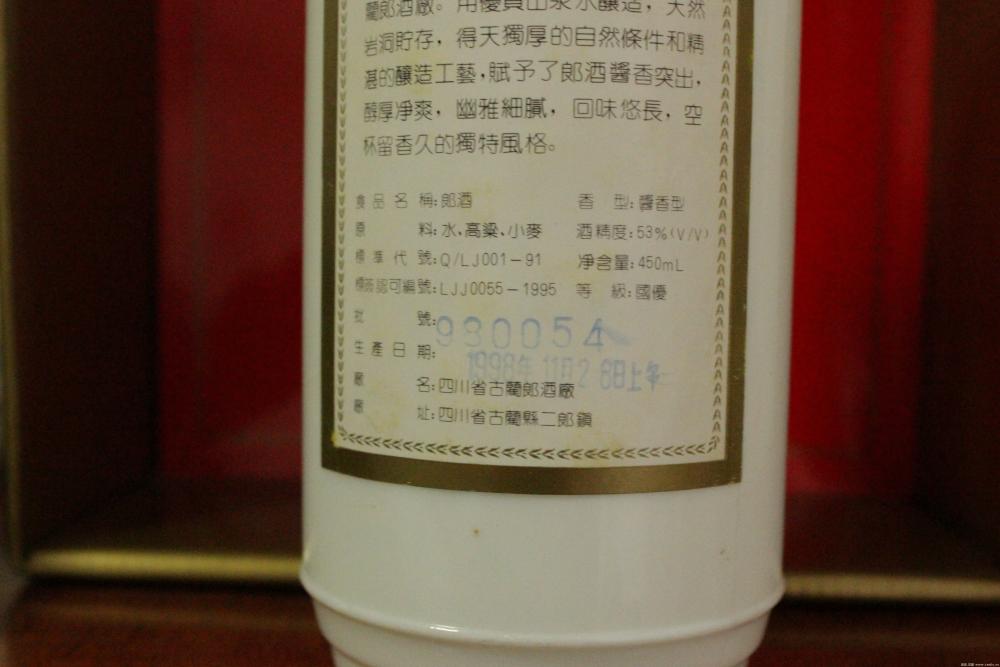 藺郎酒廠。用優質山泉水釀造，天然
岩洞貯存，得天獨厚的自然條件和精
湛的釀造工藝，賦予了郎酒醬香突出，
醇厚凈爽，幽雅細膩，回味悠長，空
杯留香久的獨特風格。
食品名稱：郎酒 香型：醬香型
原料：水、高粱、小麥 酒精度：53%(V/V)
標準代號：Q/LJ001－91 凈含量：450mL
標簽認可編號：LJJ0055－1995 等級：國優
批號：980054
生產日期：1998年11月26日上午
廠名：四川省古藺郎酒廠
廠址：四川省古藺縣二郎鎮